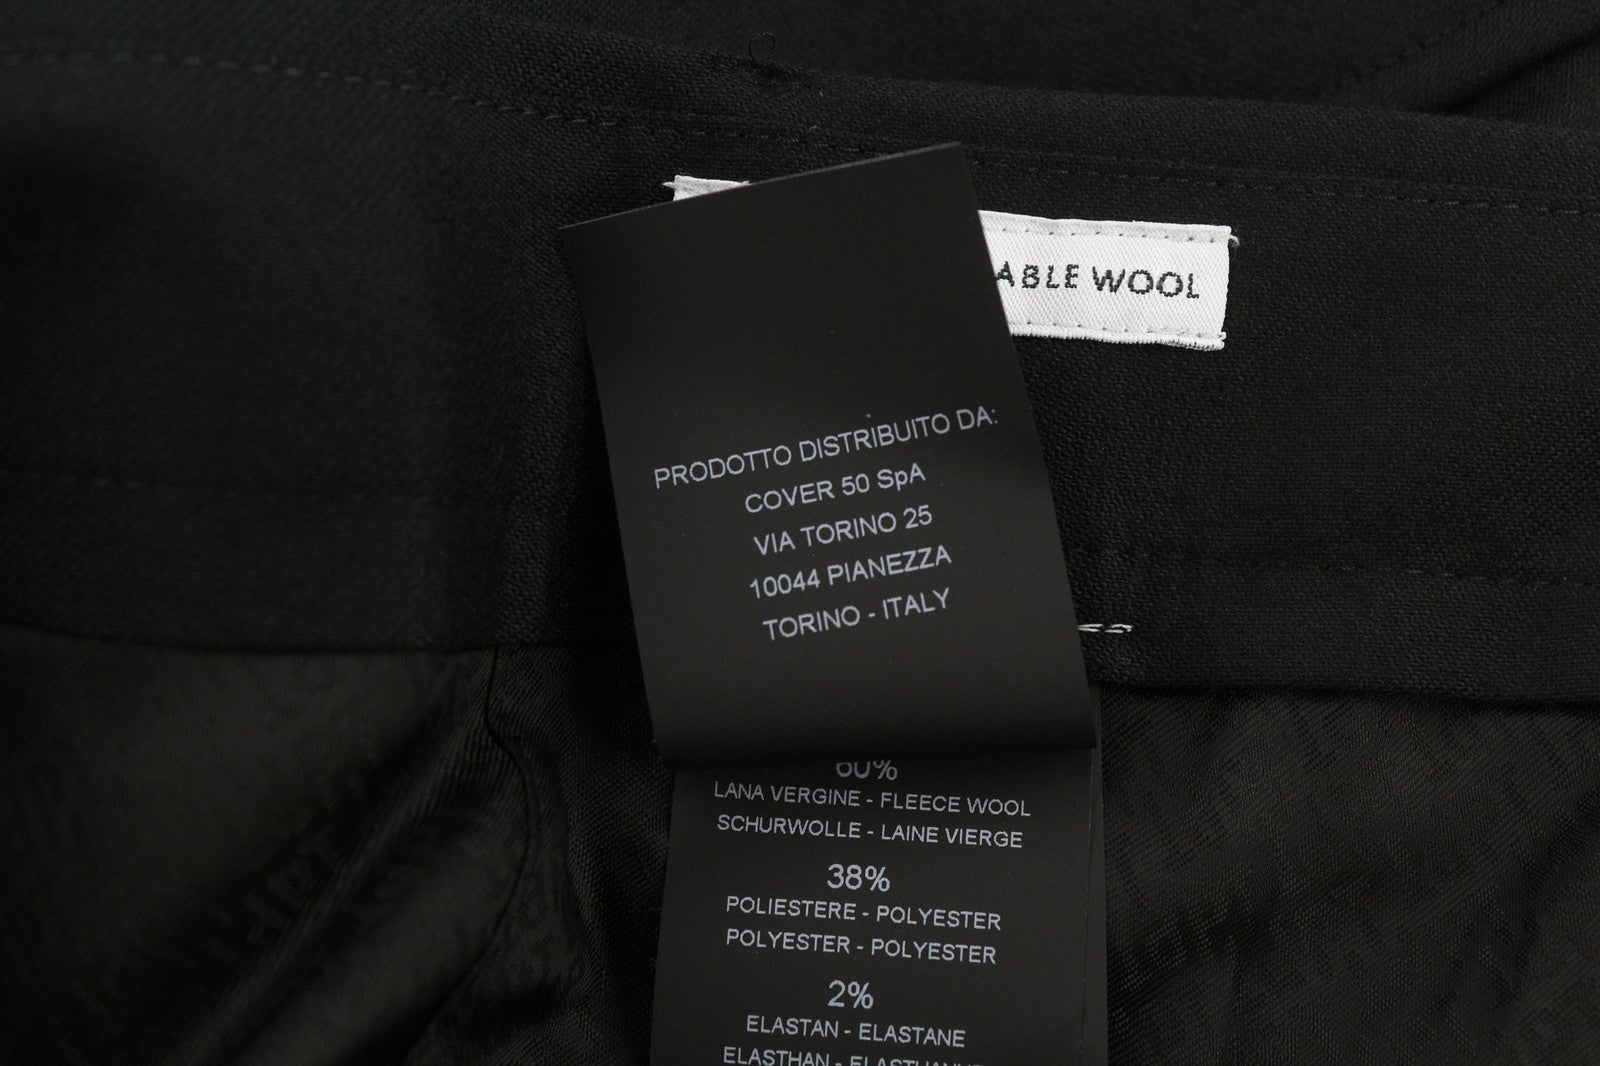 ABLE WOOL
PRODOTTO DISTRIBUITO DA:
COVER 50 SpA
VIA TORINO 25
10044 PIANEZZA
TORINO - ITALY
60%
LANA VERGINE - FLEECE WOOL
SCHURWOLLE - LAINE VIERGE
38%
POLIESTERE - POLYESTER
POLYESTER - POLYESTER
2%
ELASTAN - ELASTANE
ELASTHAN -